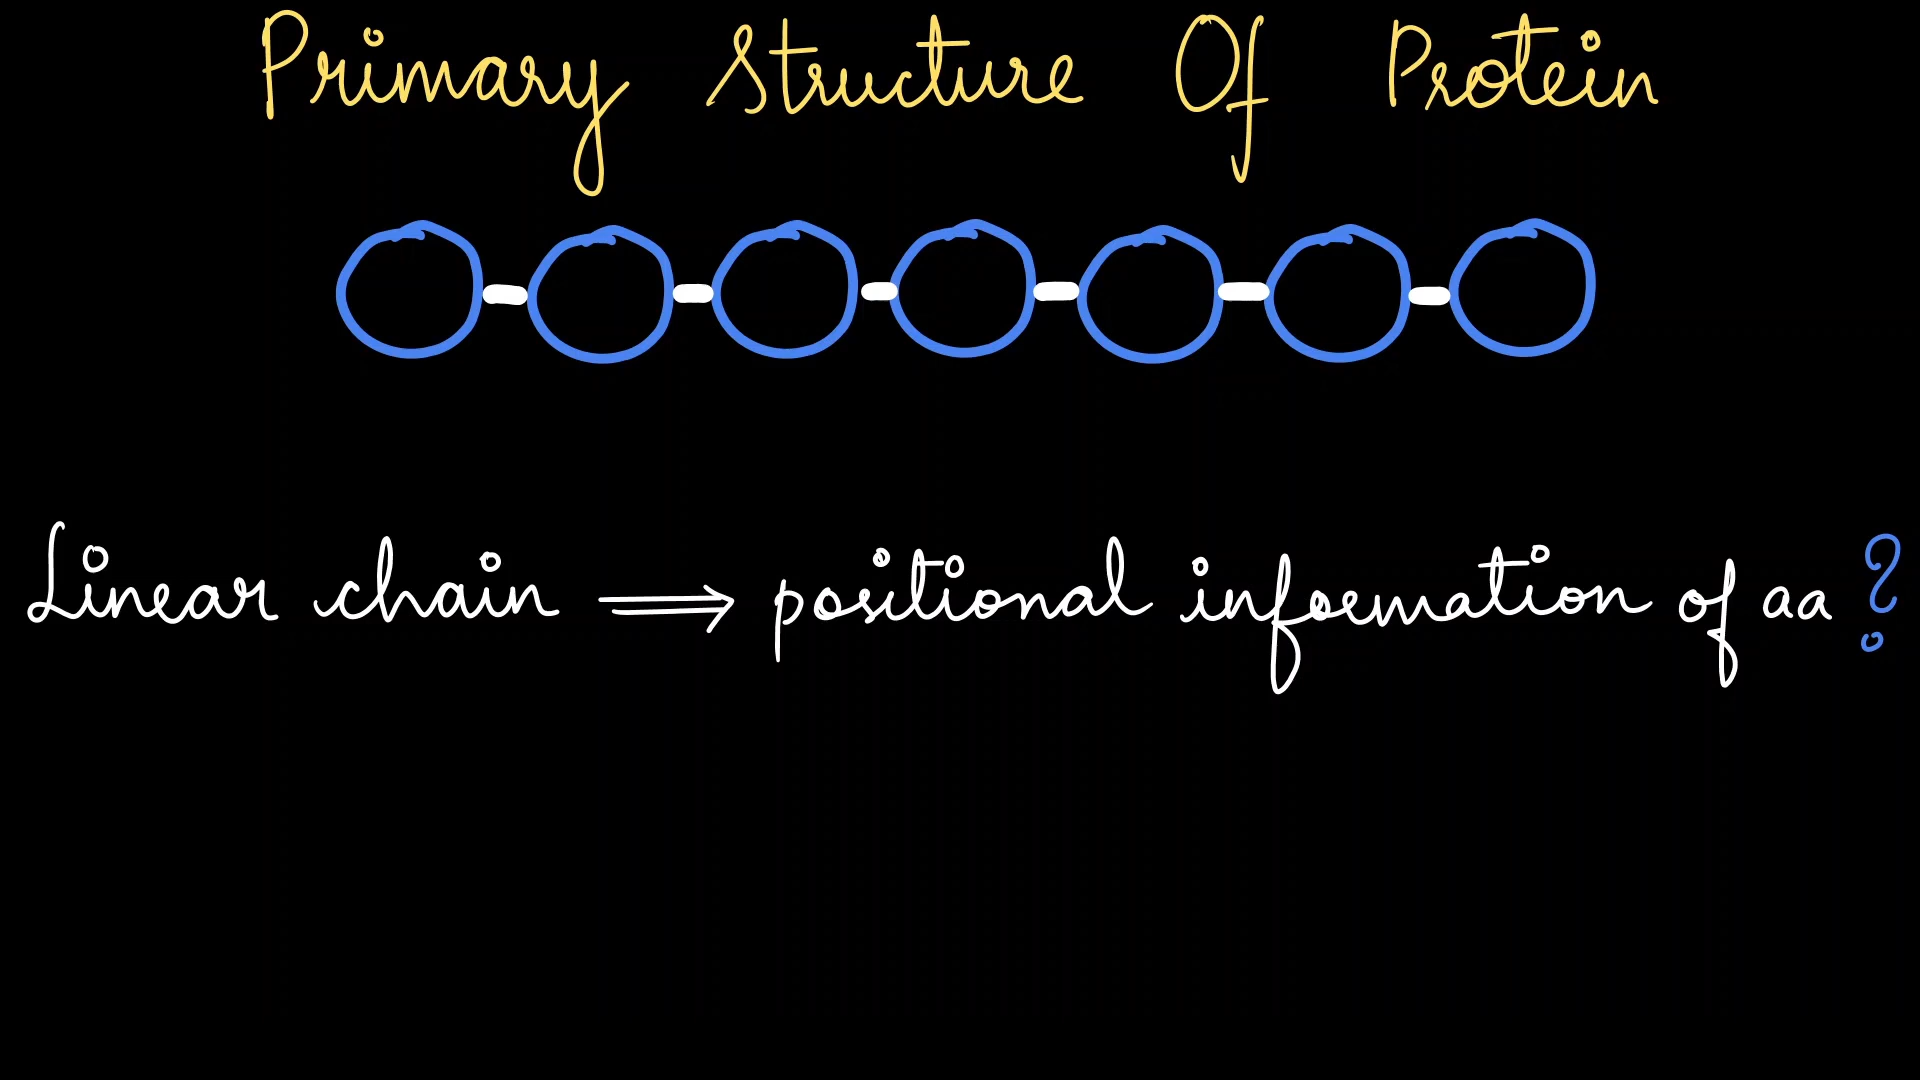 Primary Structure Of Protein
Linear chain ⟹ positional information of aa ?